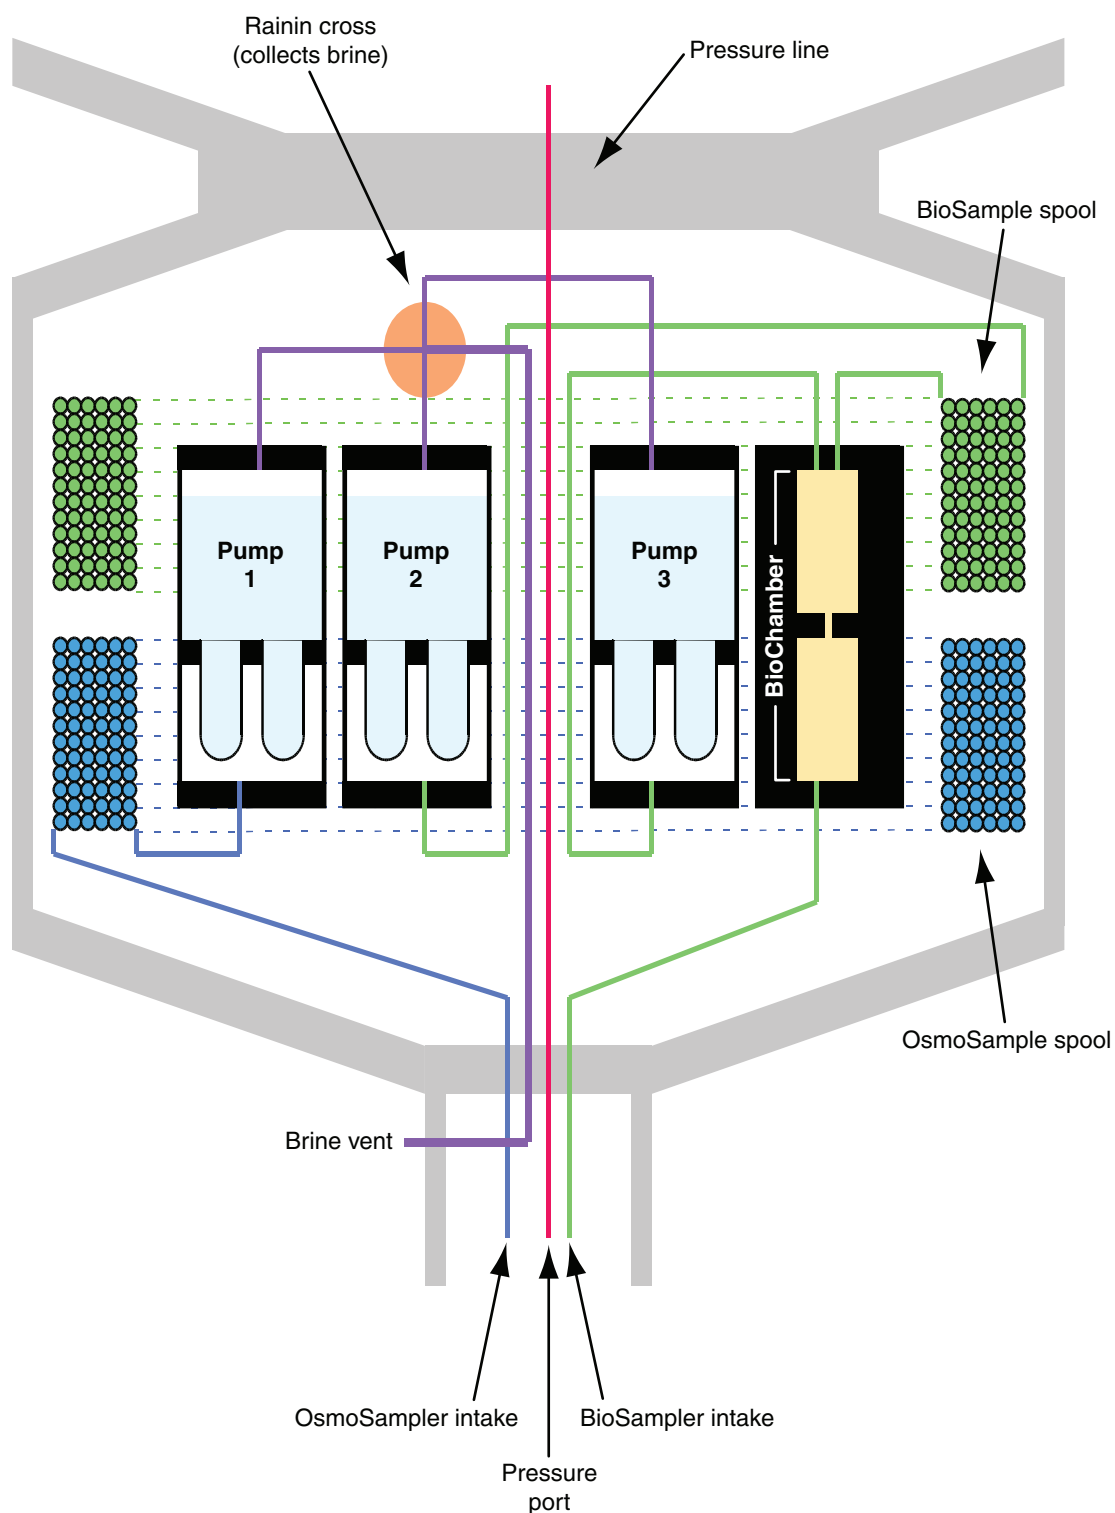 Rainin cross
(collects brine)
Pressure line
BioSample spool
Pump
1
Pump
2
Pump
3
BioChamber
OsmoSample spool
Brine vent
OsmoSampler intake
BioSampler intake
Pressure
port